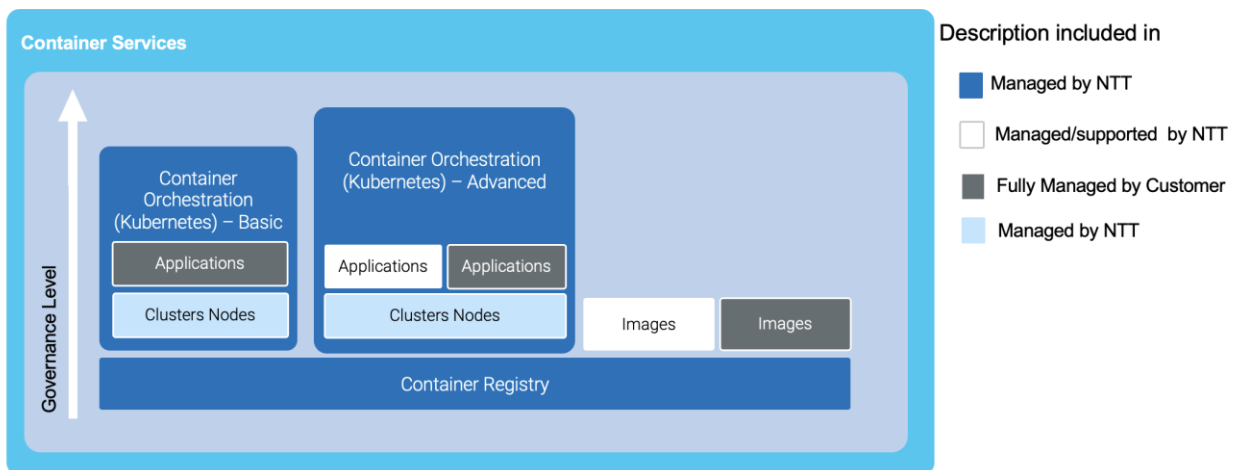 Container Services
Governance Level
Container
Orchestration
(Kubernetes) – Basic
Applications
Clusters Nodes
Container Orchestration
(Kubernetes) – Advanced
Applications
Applications
Clusters Nodes
Images
Images
Container Registry
Description included in
Managed by NTT
Managed/supported by NTT
Fully Managed by Customer
Managed by NTT